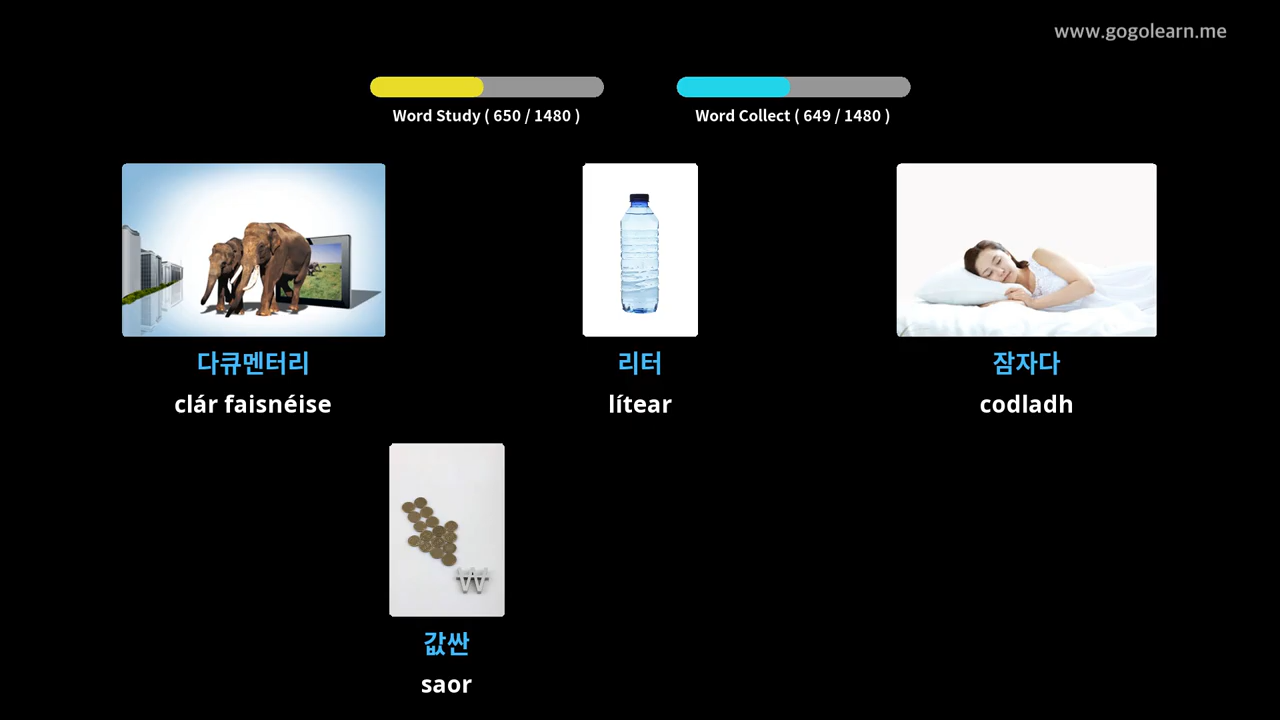 www.gogolearn.me
Word Study ( 650 / 1480 )
Word Collect ( 649 / 1480 )
다큐멘터리
clár faisnéise
리터
lítear
잠자다
codladh
값싼
saor